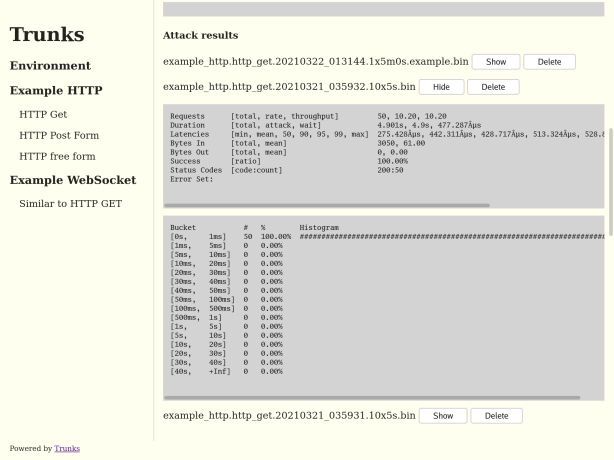 Trunks
Environment
Example HTTP
HTTP Get
HTTP Post Form
HTTP free form
Example WebSocket
Similar to HTTP GET
Powered by Trunks
Attack results
example_http.http_get.20210322_013144.1x5m0s.example.bin Show Delete
example_http.http_get.20210321_035932.10x5s.bin Hide Delete
Requests [total, rate, throughput] 50, 10.20, 10.20
Duration [total, attack, wait] 4.901s, 4.9s, 477.287Âµs
Latencies [min, mean, 50, 90, 95, 99, max] 275.428Âµs, 442.311Âµs, 428.717Âµs, 513.324Âµs, 528.
Bytes In [total, mean] 3050, 61.00
Bytes Out [total, mean] 0, 0.00
Success [ratio] 100.00%
Status Codes [code:count] 200:50
Error Set:
Bucket # % Histogram
[0s, 1ms] 50 100.00% ########################################################################
[1ms, 5ms] 0 0.00%
[5ms, 10ms] 0 0.00%
[10ms, 20ms] 0 0.00%
[20ms, 30ms] 0 0.00%
[30ms, 40ms] 0 0.00%
[40ms, 50ms] 0 0.00%
[50ms, 100ms] 0 0.00%
[100ms, 500ms] 0 0.00%
[500ms, 1s] 0 0.00%
[1s, 5s] 0 0.00%
[5s, 10s] 0 0.00%
[10s, 20s] 0 0.00%
[20s, 30s] 0 0.00%
[30s, 40s] 0 0.00%
[40s, +Inf] 0 0.00%
example_http.http_get.20210321_035931.10x5s.bin Show Delete